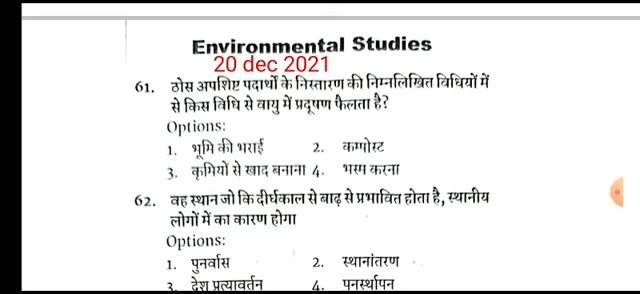 Environmental Studies
20 dec 2021
61. ठोस अपशिष्ट पदार्थों के निस्तारण की निम्नलिखित विधियों में
से किस विधि से वायु में प्रदूषण फैलता है?
Options:
1. भूमि की भराई 2. कम्पोस्ट
3. कृमियों से खाद बनाना 4. भस्म करना
62. वह स्थान जो कि दीर्घकाल से बाढ़ से प्रभावित होता है, स्थानीय
लोगों में का कारण होगा
Options:
1. पुनर्वास 2. स्थानांतरण
3. देश प्रत्यावर्तन 4. पुनर्स्थापन